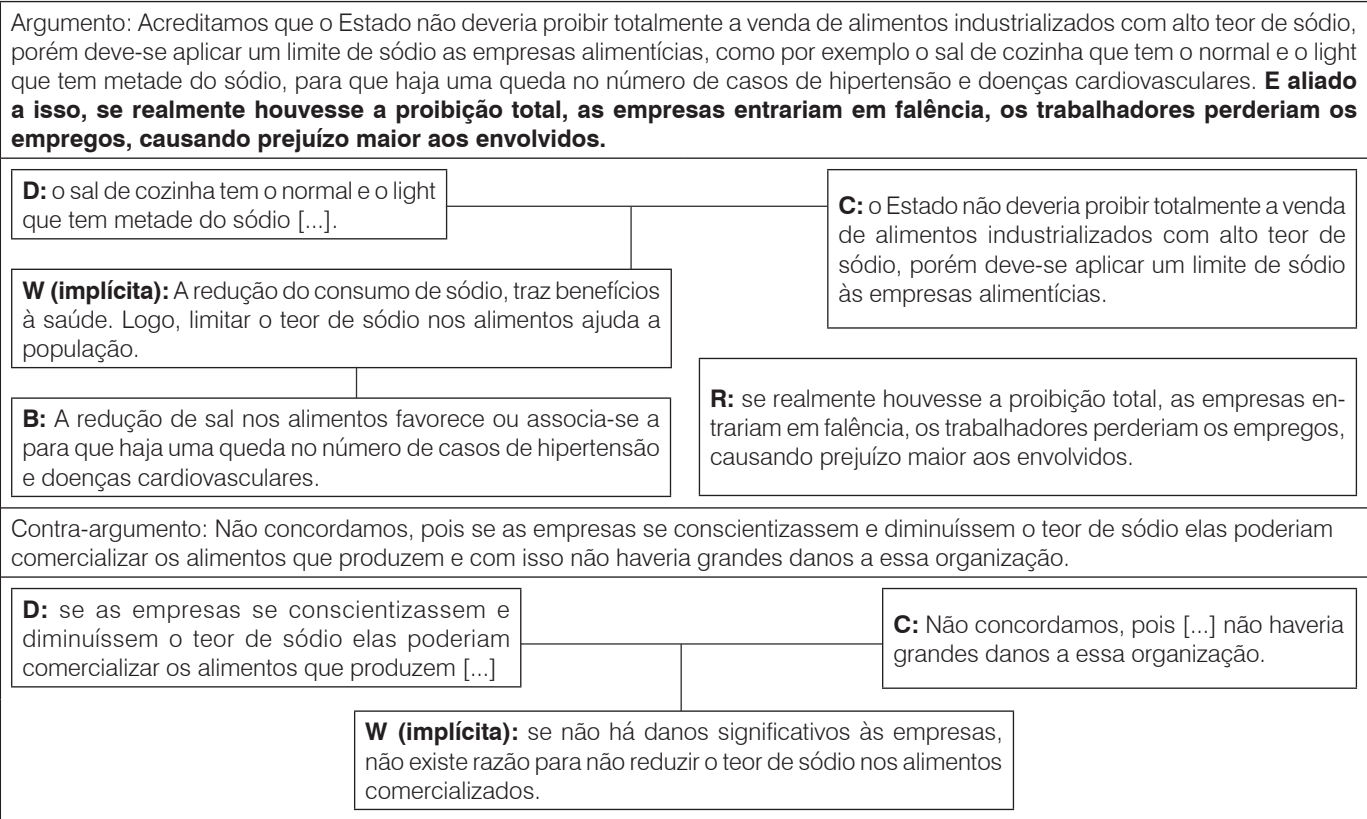 Argumento: Acreditamos que o Estado não deveria proibir totalmente a venda de alimentos industrializados com alto teor de sódio,
porém deve-se aplicar um limite de sódio as empresas alimentícias, como por exemplo o sal de cozinha que tem o normal e o light
que tem metade do sódio, para que haja uma queda no número de casos de hipertensão e doenças cardiovasculares. E aliado
a isso, se realmente houvesse a proibição total, as empresas entrariam em falência, os trabalhadores perderiam os
empregos, causando prejuízo maior aos envolvidos.
D: o sal de cozinha tem o normal e o light
que tem metade do sódio [...].
C: o Estado não deveria proibir totalmente a venda
de alimentos industrializados com alto teor de
sódio, porém deve-se aplicar um limite de sódio
às empresas alimentícias.
W (implícita): A redução do consumo de sódio, traz benefícios
à saúde. Logo, limitar o teor de sódio nos alimentos ajuda a
população.
R: se realmente houvesse a proibição total, as empresas en-
trariam em falência, os trabalhadores perderiam os empregos,
causando prejuízo maior aos envolvidos.
B: A redução de sal nos alimentos favorece ou associa-se a
para que haja uma queda no número de casos de hipertensão
e doenças cardiovasculares.
Contra-argumento: Não concordamos, pois se as empresas se conscientizassem e diminuíssem o teor de sódio elas poderiam
comercializar os alimentos que produzem e com isso não haveria grandes danos a essa organização.
D: se as empresas se conscientizassem e
diminuíssem o teor de sódio elas poderiam
comercializar os alimentos que produzem [...]
C: Não concordamos, pois [...] não haveria
grandes danos a essa organização.
W (implícita): se não há danos significativos às empresas,
não existe razão para não reduzir o teor de sódio nos alimentos
comercializados.